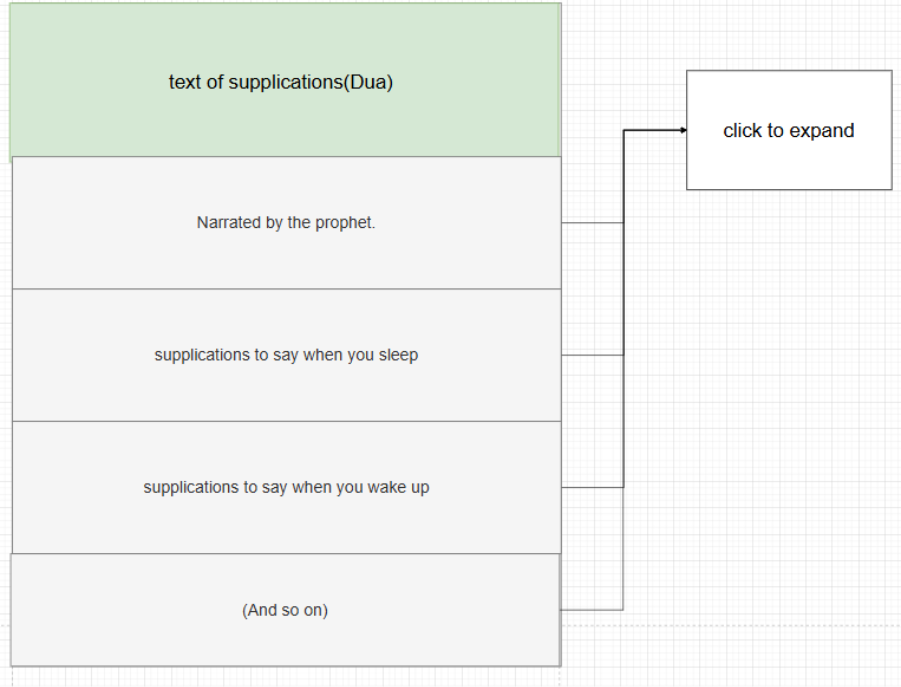 text of supplications(Dua)
click to expand
Narrated by the prophet.
supplications to say when you sleep
supplications to say when you wake up
(And so on)